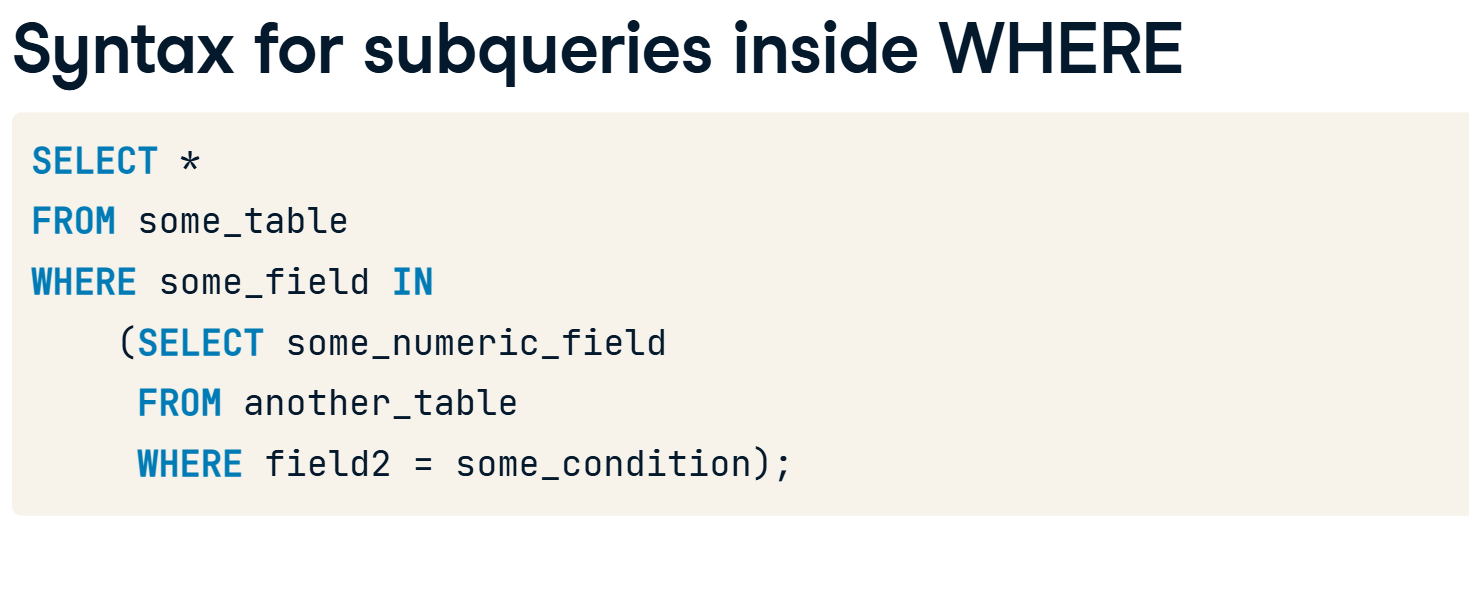 Syntax for subqueries inside WHERE
SELECT *
FROM some_table
WHERE some_field IN
(SELECT some_numeric_field
FROM another_table
WHERE field2 = some_condition);